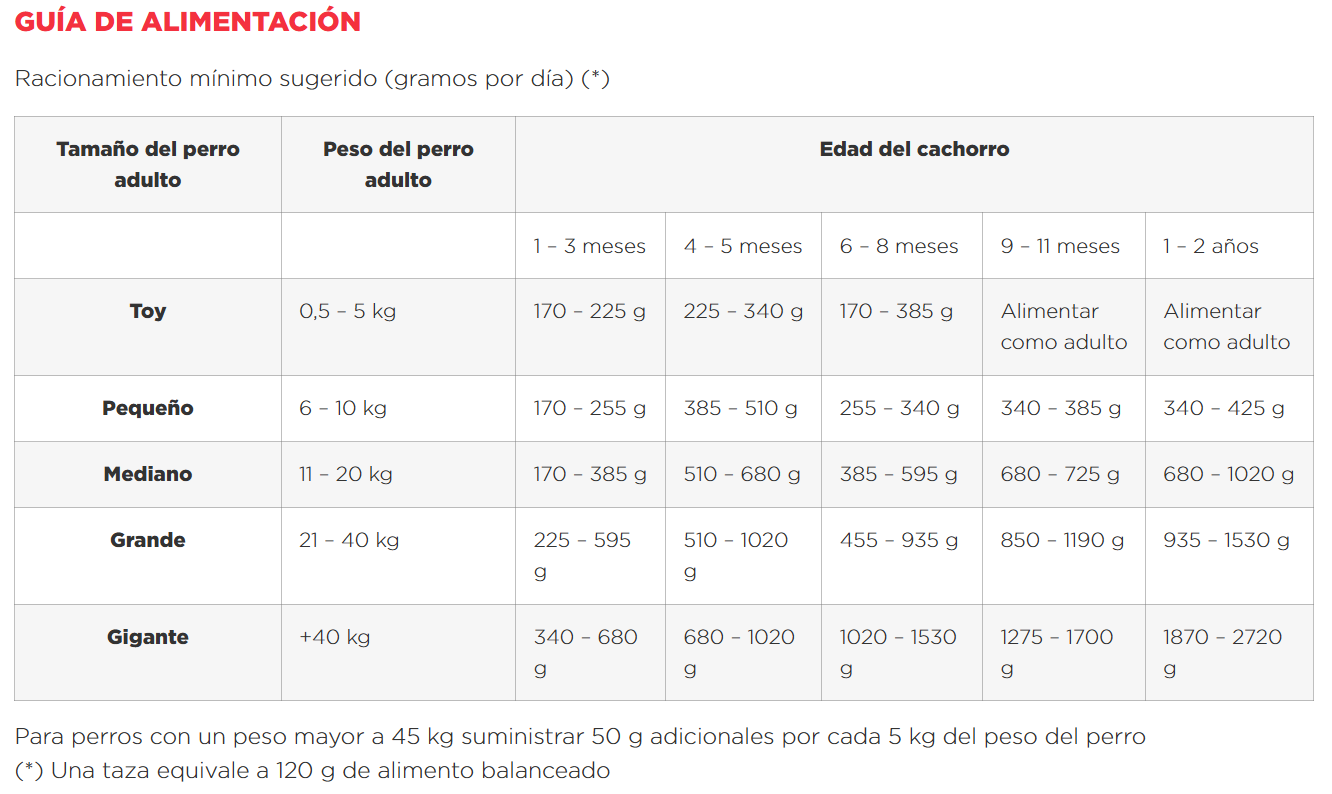 GUÍA DE ALIMENTACIÓN
Racionamiento mínimo sugerido (gramos por día) (*)
Tamaño del perro adulto Peso del perro adulto Edad del cachorro
1 – 3 meses 4 – 5 meses 6 – 8 meses 9 – 11 meses 1 – 2 años
Toy 0,5 – 5 kg 170 – 225 g 225 – 340 g 170 – 385 g Alimentar como adulto Alimentar como adulto
Pequeño 6 – 10 kg 170 – 255 g 385 – 510 g 255 – 340 g 340 – 385 g 340 – 425 g
Mediano 11 – 20 kg 170 – 385 g 510 – 680 g 385 – 595 g 680 – 725 g 680 – 1020 g
Grande 21 – 40 kg 225 – 595 g 510 – 1020 g 455 – 935 g 850 – 1190 g 935 – 1530 g
Gigante +40 kg 340 – 680 g 680 – 1020 g 1020 – 1530 g 1275 – 1700 g 1870 – 2720 g
Para perros con un peso mayor a 45 kg suministrar 50 g adicionales por cada 5 kg del peso del perro
(*) Una taza equivale a 120 g de alimento balanceado